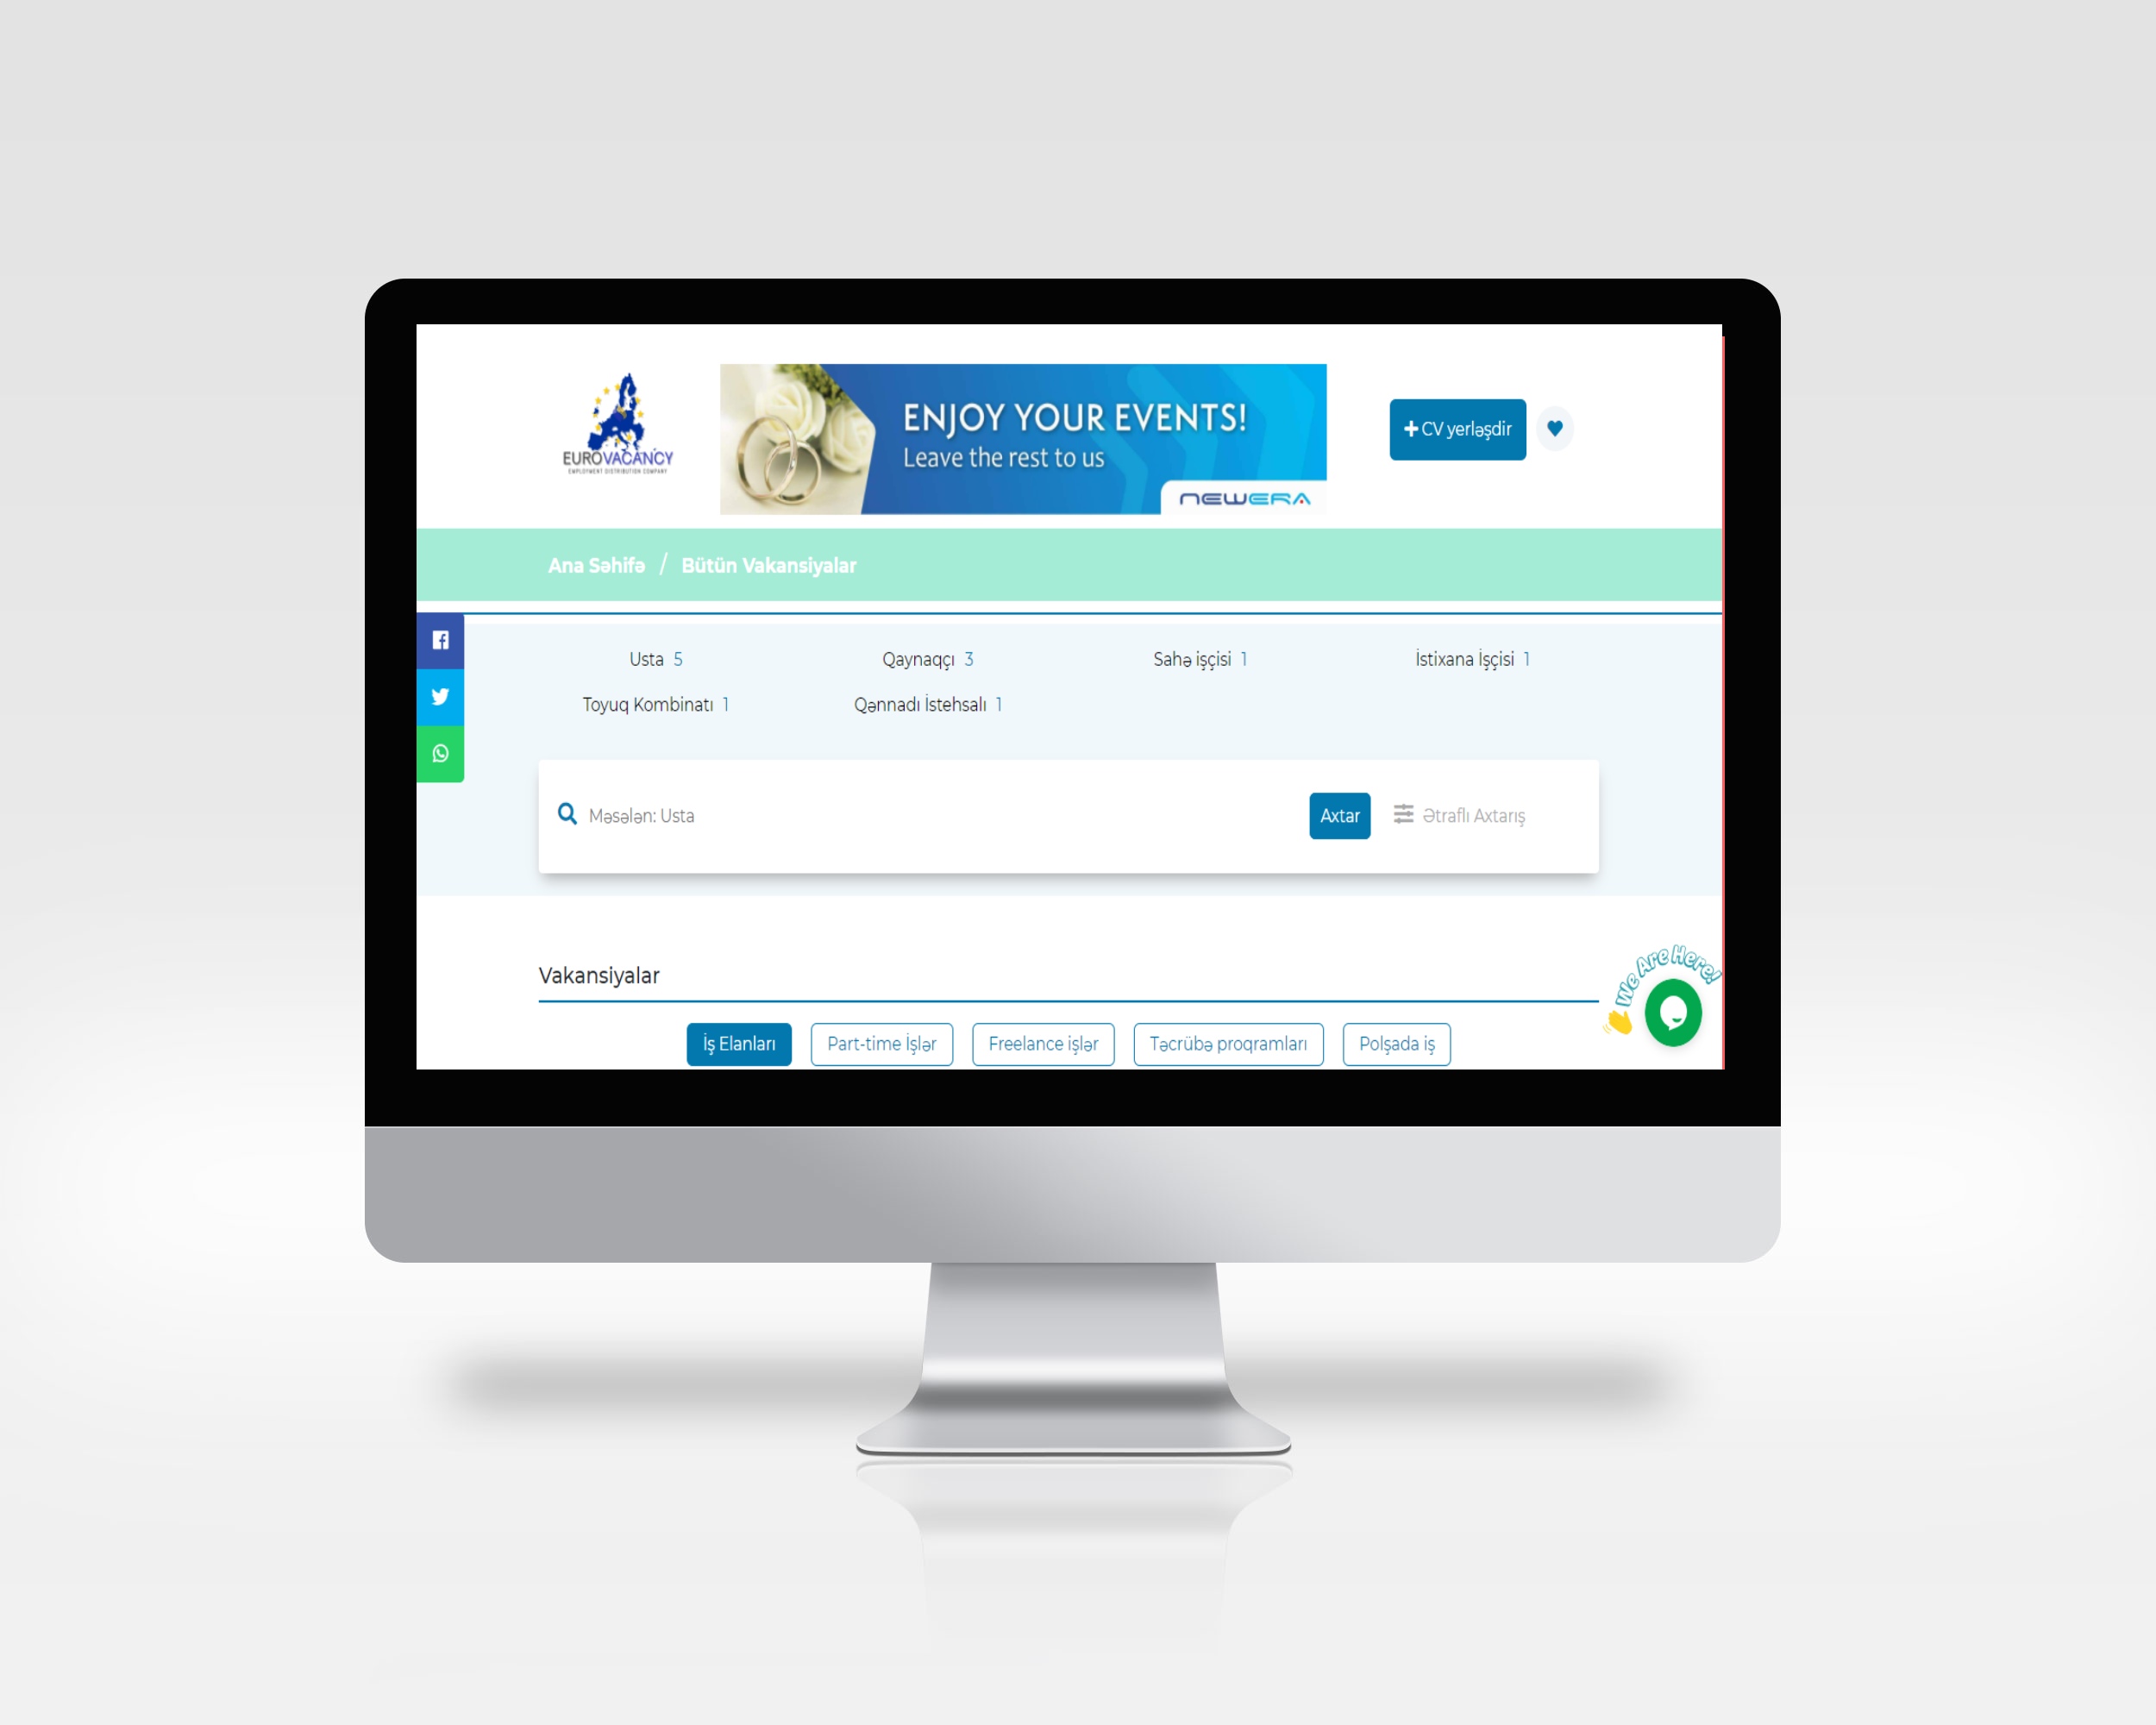 EUROVACANCY
EMPLOYMENT DISTRIBUTION COMPANY
ENJOY YOUR EVENTS!
Leave the rest to us
NEWERA
CV yerləşdir
Ana Səhifə / Bütün Vakansiyalar
Usta 5 Qaynaqçı 3 Sahə işçisi 1 İstixana İşçisi 1
Toyuq Kombinatı 1 Qənnadı İstehsalı 1
Məsələn: Usta Axtar Ətraflı Axtarış
Vakansiyalar
We Are Here!
İş Elanları Part-time İşlər Freelance işlər Təcrübə proqramları Polşada iş